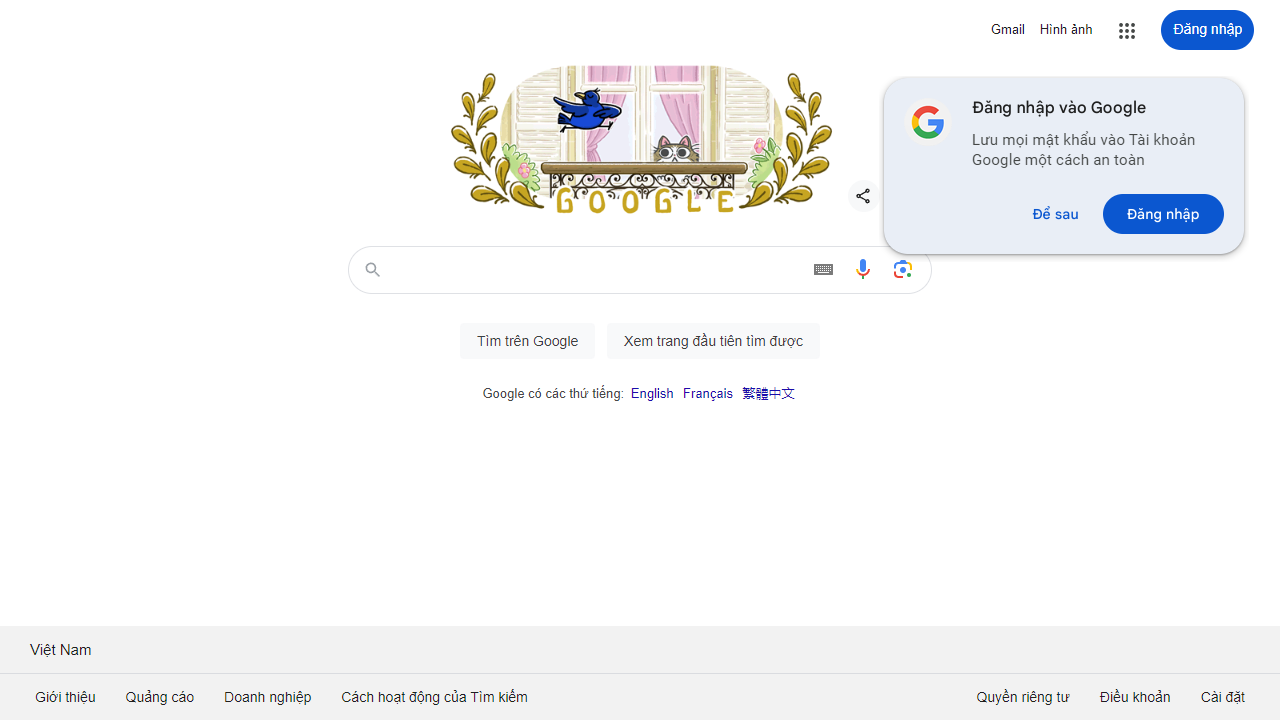 Gmail Hình ảnh Đăng nhập
GOOGLE
Đăng nhập vào Google
Lưu mọi mật khẩu vào Tài khoản
Google một cách an toàn
Để sau Đăng nhập
Tìm trên Google Xem trang đầu tiên tìm được
Google có các thứ tiếng: English Français 繁體中文
Việt Nam
Giới thiệu Quảng cáo Doanh nghiệp Cách hoạt động của Tìm kiếm Quyền riêng tư Điều khoản Cài đặt